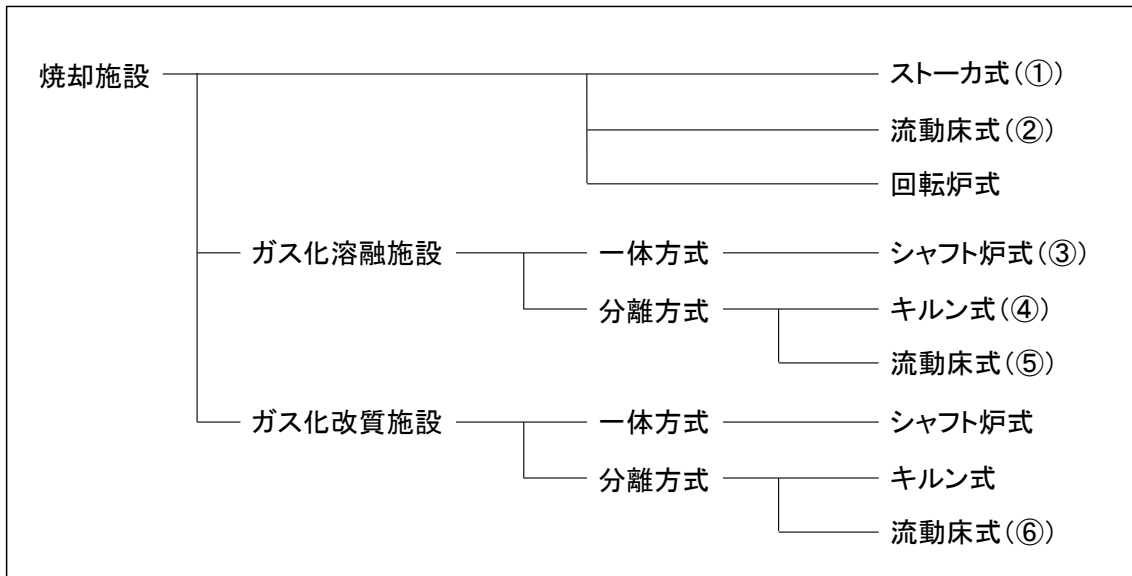 焼却施設 ストーカ式(①)
流動床式(②)
回転炉式
ガス化溶融施設 一体方式 シャフト炉式(③)
分離方式 キルン式(④)
流動床式(⑤)
ガス化改質施設 一体方式 シャフト炉式
分離方式 キルン式
流動床式(⑥)